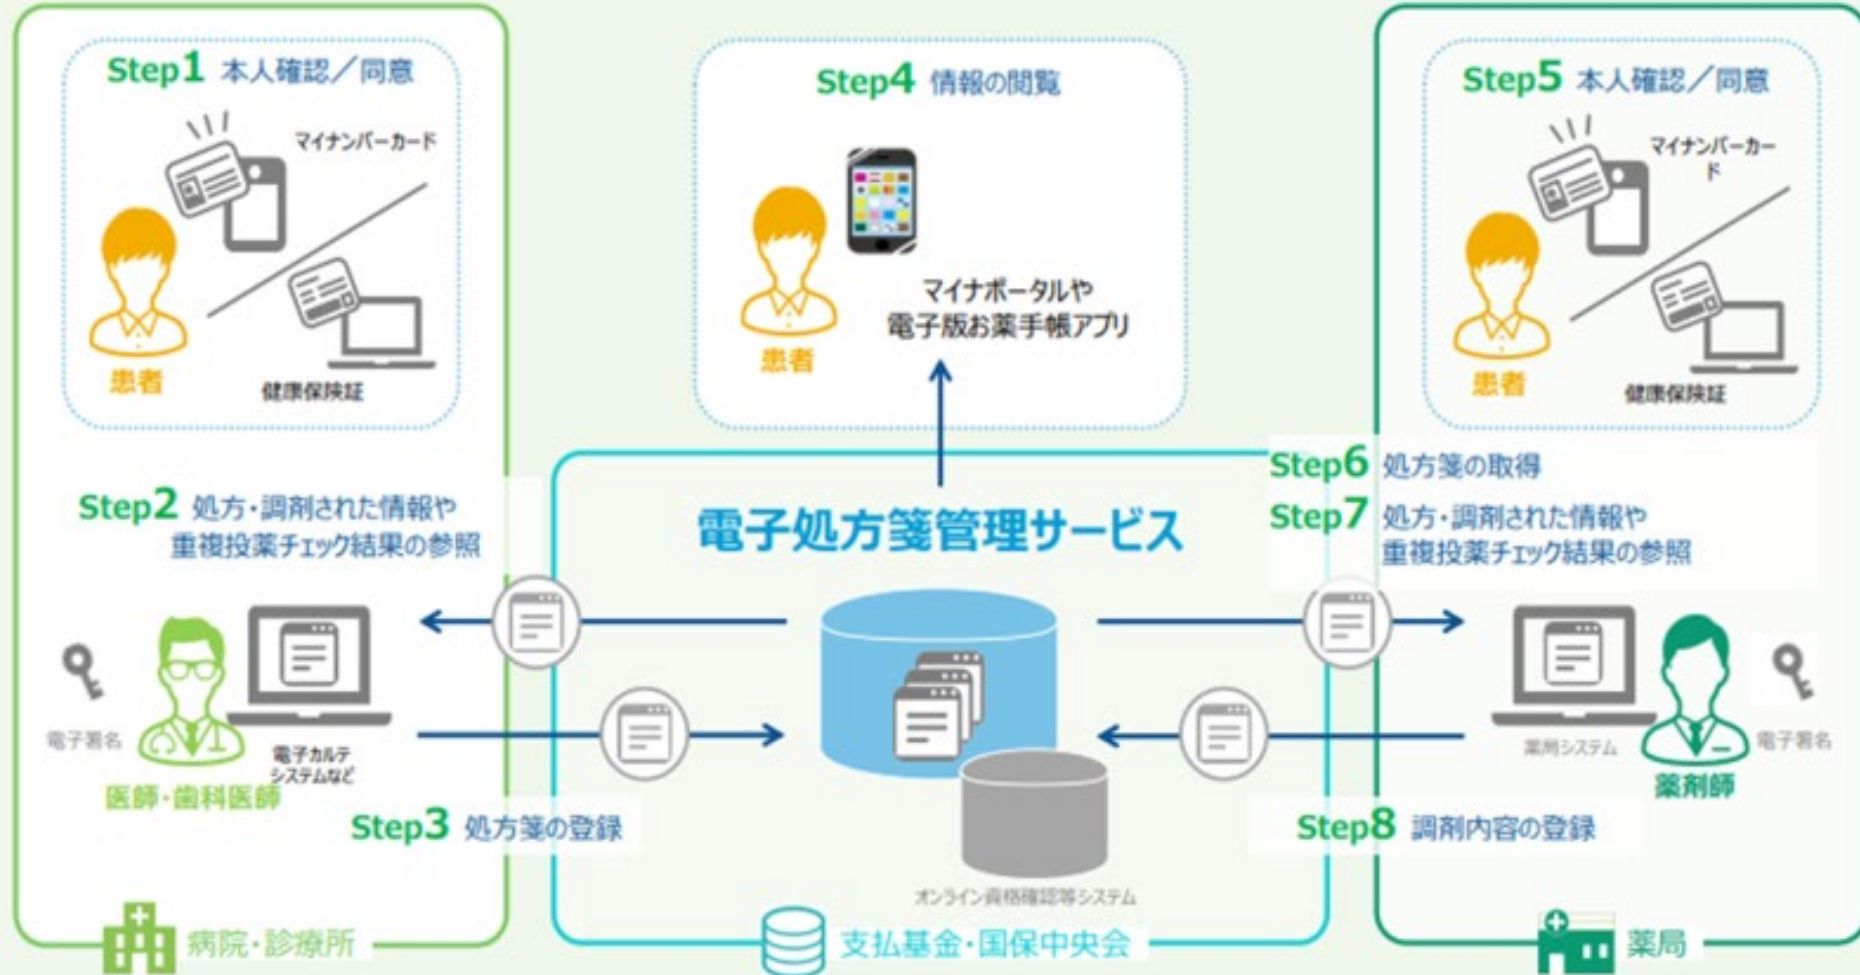 Step1 本人確認／同意
マイナンバーカード
患者
健康保険証
Step2 処方・調剤された情報や
重複投薬チェック結果の参照
電子署名
電子カルテ
システムなど
医師・歯科医師
Step3 処方箋の登録
病院・診療所
Step4 情報の閲覧
マイナポータルや
電子版お薬手帳アプリ
患者
電子処方箋管理サービス
オンライン資格確認等システム
支払基金・国保中央会
Step5 本人確認／同意
マイナンバーカー
ド
患者
健康保険証
Step6 処方箋の取得
Step7 処方・調剤された情報や
重複投薬チェック結果の参照
薬局システム
電子署名
薬剤師
Step8 調剤内容の登録
薬局